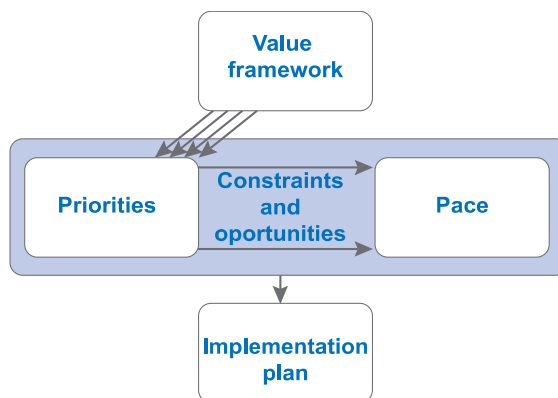 Value
framework
Priorities
Constraints
and
oportunities
Pace
Implementation
plan